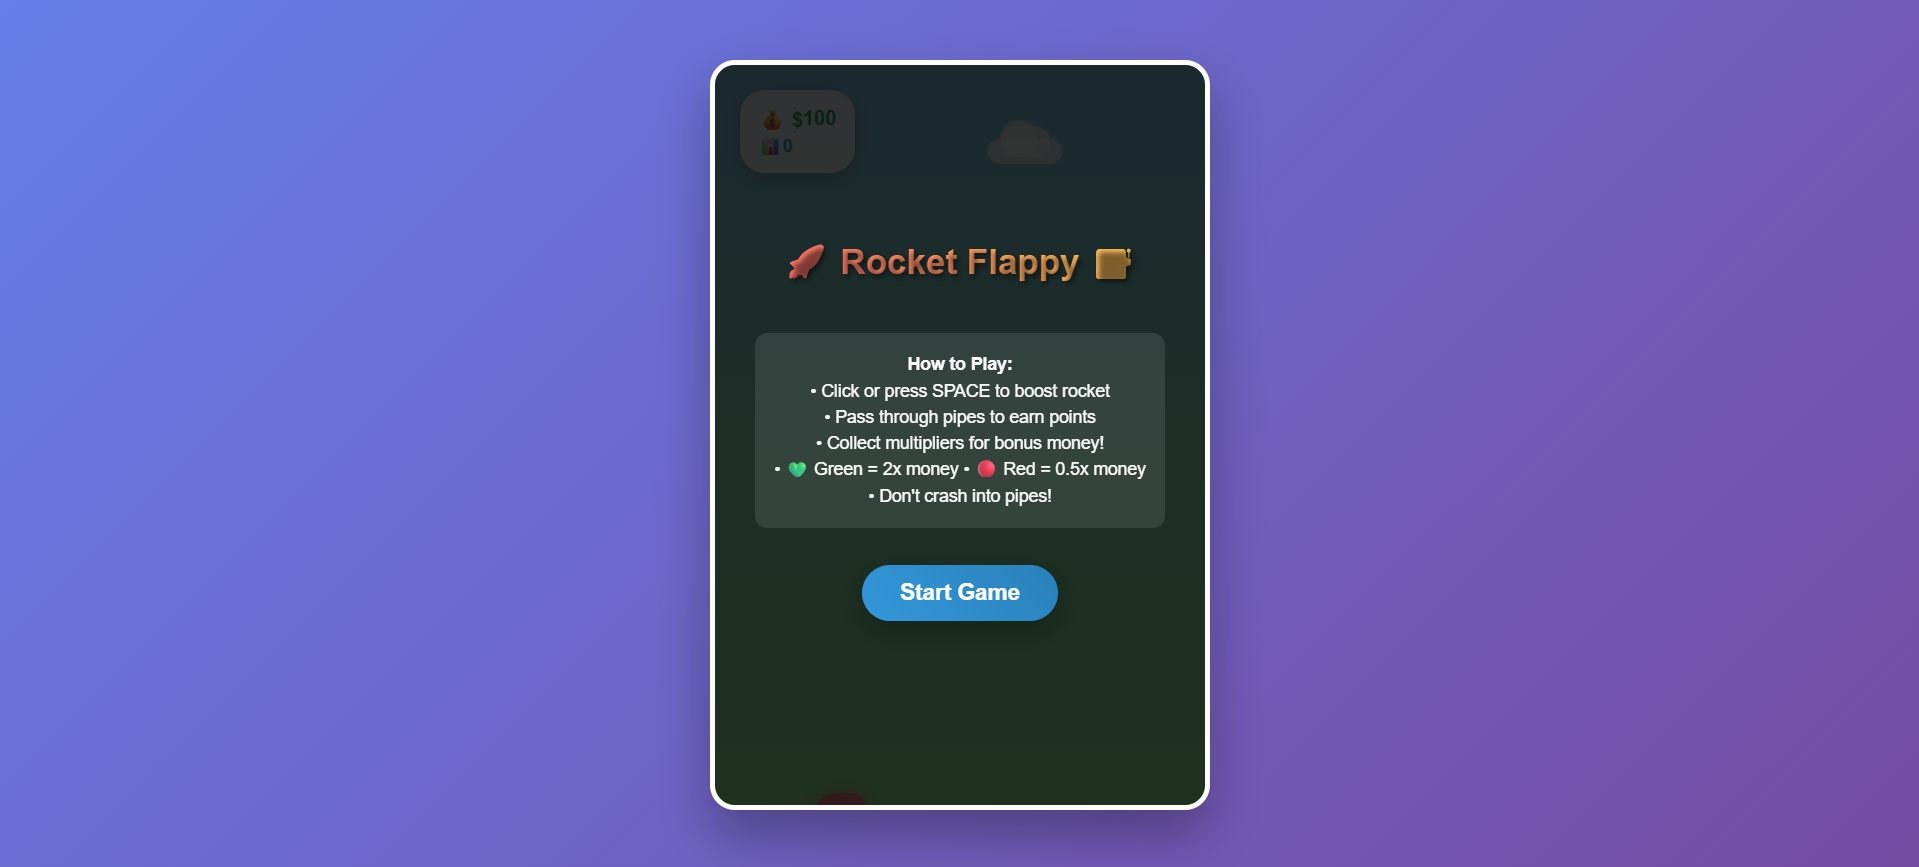 $100
0
Rocket Flappy
How to Play:
• Click or press SPACE to boost rocket
• Pass through pipes to earn points
• Collect multipliers for bonus money!
• 💚 Green = 2x money • 🔴 Red = 0.5x money
• Don't crash into pipes!
Start Game